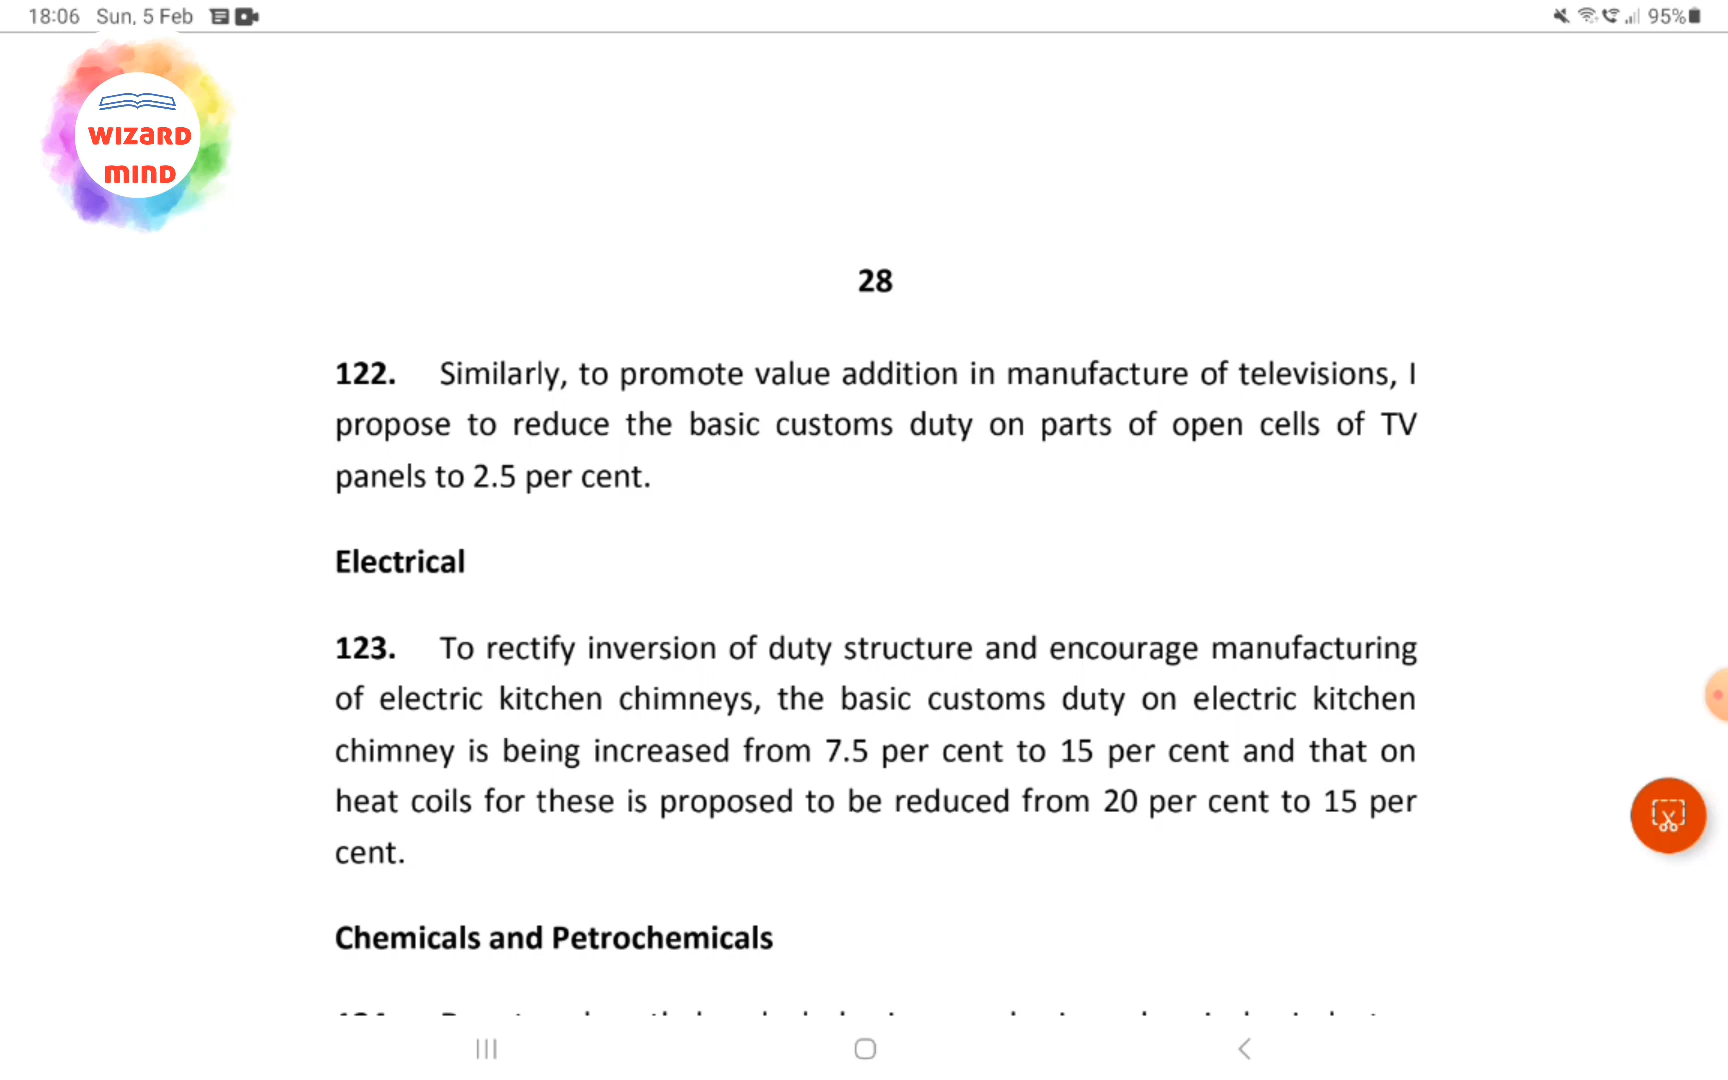 18:06 Sun, 5 Feb
95%
WIZARD
MIND
28
122. Similarly, to promote value addition in manufacture of televisions, I
propose to reduce the basic customs duty on parts of open cells of TV
panels to 2.5 per cent.
Electrical
123. To rectify inversion of duty structure and encourage manufacturing
of electric kitchen chimneys, the basic customs duty on electric kitchen
chimney is being increased from 7.5 per cent to 15 per cent and that on
heat coils for these is proposed to be reduced from 20 per cent to 15 per
cent.
Chemicals and Petrochemicals